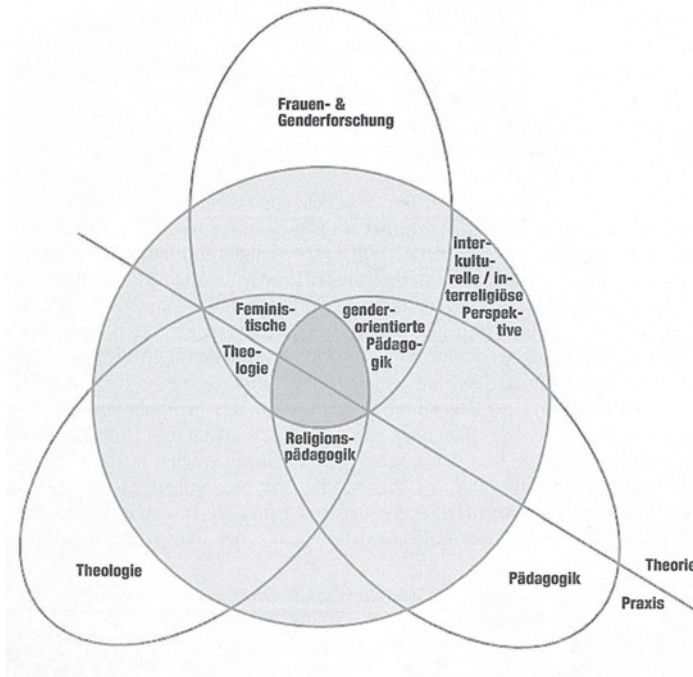 Frauen- &
Genderforschung
inter-
kulture-
relle / in-
terreligiöse
Perspek-
tive
Feminis-
tische
Theo-
logie
gender-
orientierte
Pädago-
gik
Religions-
pädagogik
Theologie
Pädagogik
Theorie
Praxis